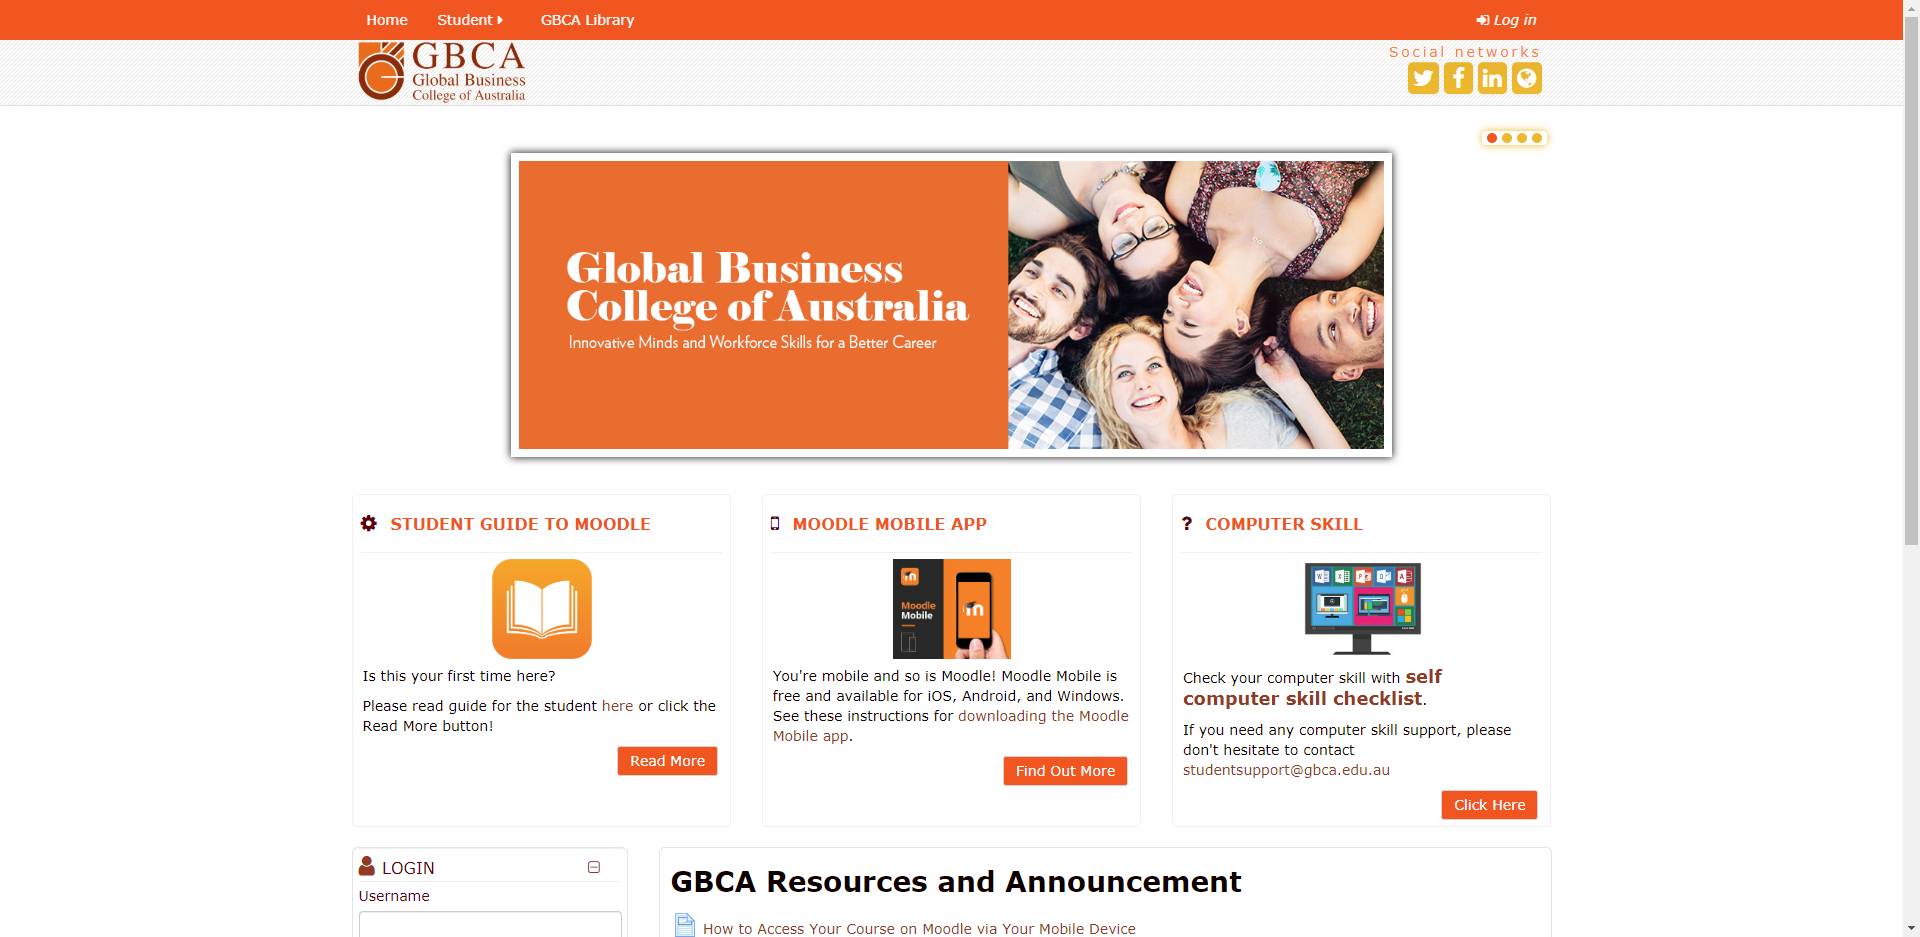 Home Student GBCA Library Log in
GBCA
Global Business
College of Australia
Social networks
Global Business
College of Australia
Innovative Minds and Workforce Skills for a Better Career
STUDENT GUIDE TO MOODLE
Is this your first time here?
Please read guide for the student here or click the
Read More button!
Read More
MOODLE MOBILE APP
Moodle
Mobile
You're mobile and so is Moodle! Moodle Mobile is
free and available for iOS, Android, and Windows.
See these instructions for downloading the Moodle
Mobile app.
Find Out More
COMPUTER SKILL
Check your computer skill with self
computer skill checklist.
If you need any computer skill support, please
don't hesitate to contact
studentsupport@gbca.edu.au
Click Here
LOGIN
Username
GBCA Resources and Announcement
How to Access Your Course on Moodle via Your Mobile Device